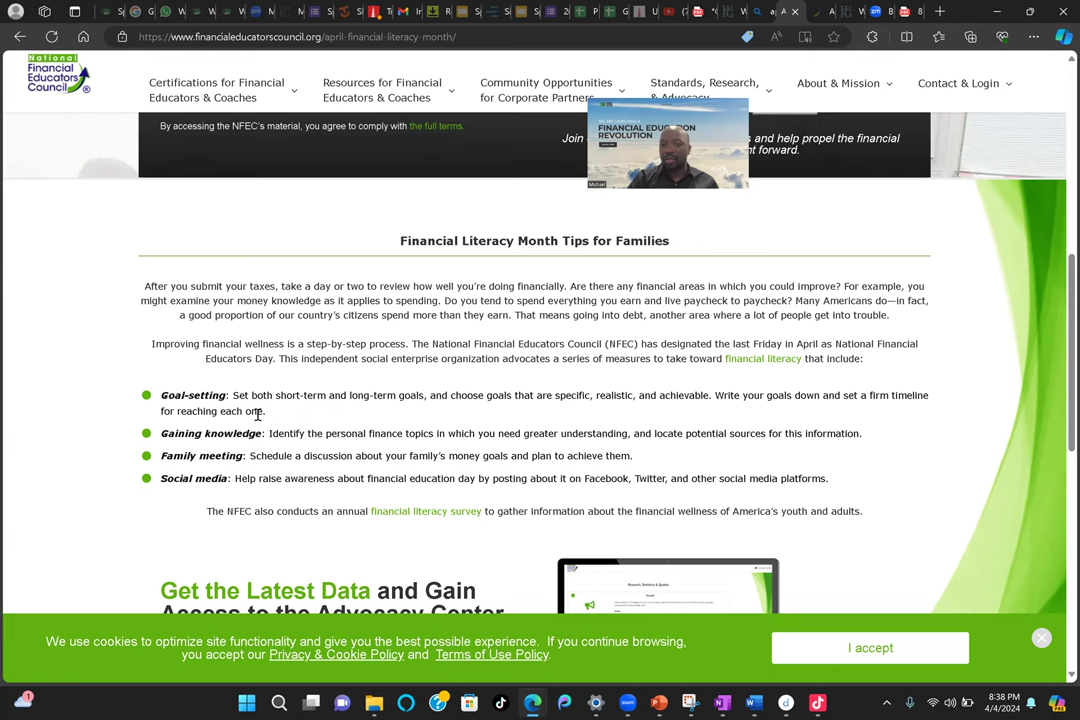 https://www.financialeducatorscouncil.org/april-financial-literacy-month/
National
Financial
Educators
Council
Certifications for Financial
Educators & Coaches
Resources for Financial
Educators & Coaches
Community Opportunities
for Corporate Partners
Standards, Research,
& Advocacy
About & Mission
Contact & Login
By accessing the NFEC's material, you agree to comply with the full terms.
Join
and help propel the financial
forward.
WE ARE LAUNCHING A
FINANCIAL EDUCATION
REVOLUTION
Michael
Financial Literacy Month Tips for Families
After you submit your taxes, take a day or two to review how well you're doing financially. Are there any financial areas in which you could improve? For example, you
might examine your money knowledge as it applies to spending. Do you tend to spend everything you earn and live paycheck to paycheck? Many Americans do—in fact,
a good proportion of our country's citizens spend more than they earn. That means going into debt, another area where a lot of people get into trouble.
Improving financial wellness is a step-by-step process. The National Financial Educators Council (NFEC) has designated the last Friday in April as National Financial
Educators Day. This independent social enterprise organization advocates a series of measures to take toward financial literacy that include:
Goal-setting: Set both short-term and long-term goals, and choose goals that are specific, realistic, and achievable. Write your goals down and set a firm timeline
for reaching each one.
Gaining knowledge: Identify the personal finance topics in which you need greater understanding, and locate potential sources for this information.
Family meeting: Schedule a discussion about your family's money goals and plan to achieve them.
Social media: Help raise awareness about financial education day by posting about it on Facebook, Twitter, and other social media platforms.
The NFEC also conducts an annual financial literacy survey to gather information about the financial wellness of America's youth and adults.
Get the Latest Data and Gain
Access to the Advocacy Center
Research, Statistics & Quotes
We use cookies to optimize site functionality and give you the best possible experience. If you continue browsing,
you accept our Privacy & Cookie Policy and Terms of Use Policy.
I accept
8:38 PM
4/4/2024